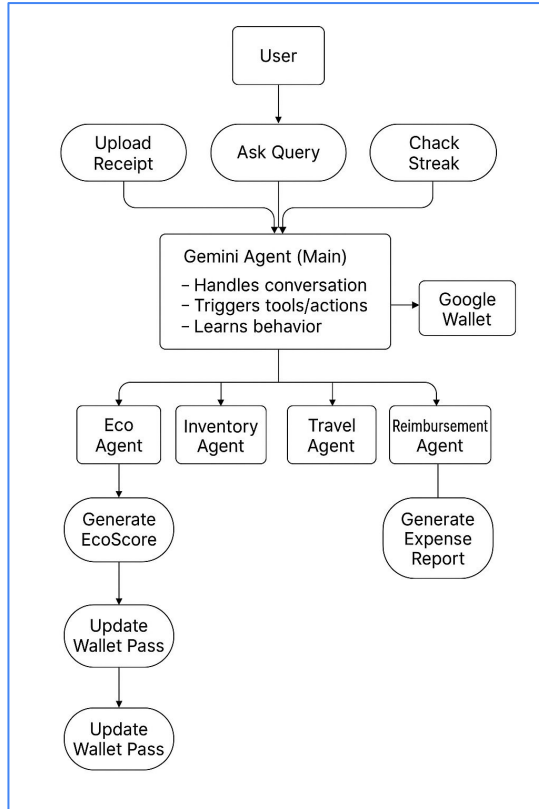 User
Upload
Receipt
Ask Query
Chack
Streak
Gemini Agent (Main)
– Handles conversation
– Triggers tools/actions
– Learns behavior
Google
Wallet
Eco
Agent
Inventory
Agent
Travel
Agent
Reimbursement
Agent
Generate
EcoScore
Generate
Expense
Report
Update
Wallet Pass
Update
Wallet Pass